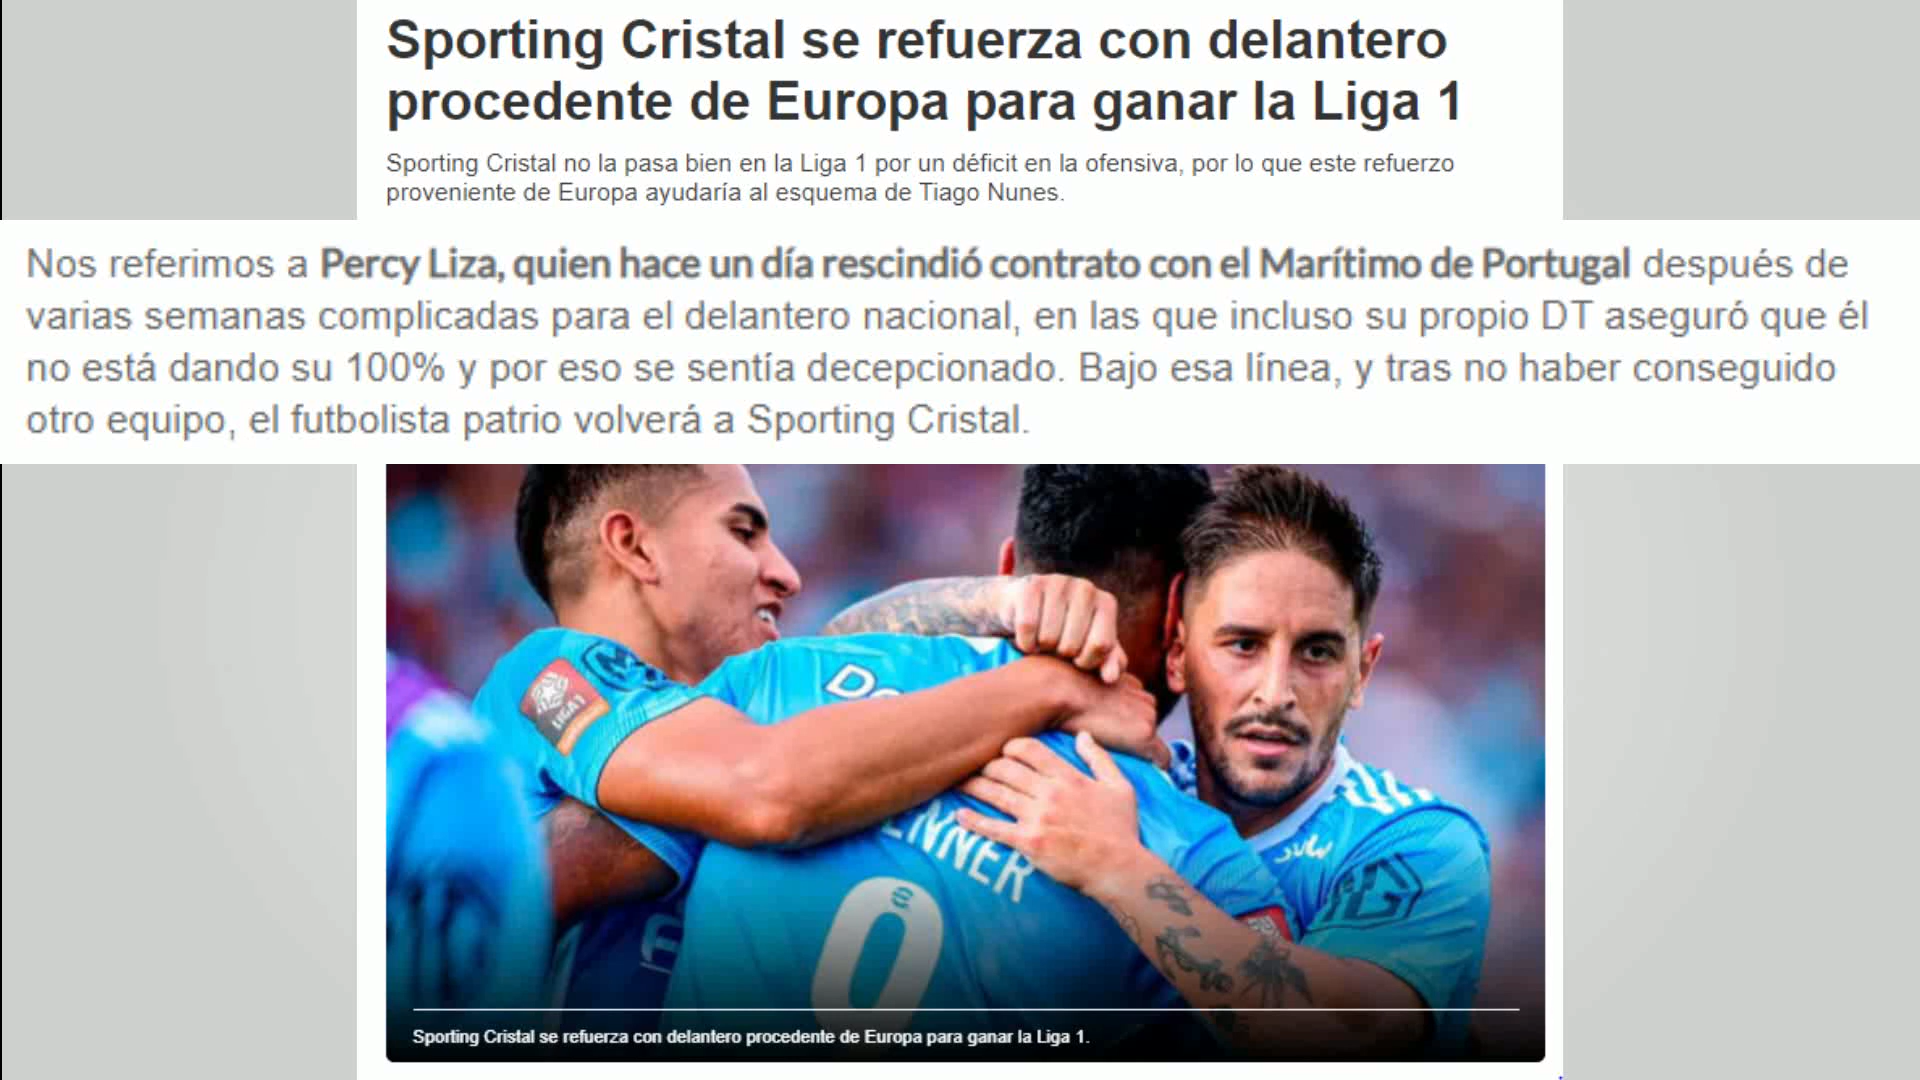 Sporting Cristal se refuerza con delantero
procedente de Europa para ganar la Liga 1
Sporting Cristal no la pasa bien en la Liga 1 por un déficit en la ofensiva, por lo que este refuerzo
proveniente de Europa ayudaría al esquema de Tiago Nunes.
Nos referimos a Percy Liza, quien hace un día rescindió contrato con el Marítimo de Portugal después de
varias semanas complicadas para el delantero nacional, en las que incluso su propio DT aseguró que él
no está dando su 100% y por eso se sentía decepcionado. Bajo esa línea, y tras no haber conseguido
otro equipo, el futbolista patrio volverá a Sporting Cristal.
LIGA 1
ENNER
0
Sporting Cristal se refuerza con delantero procedente de Europa para ganar la Liga 1.